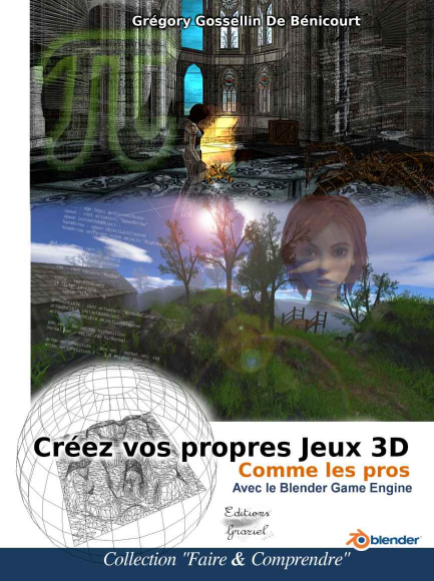 Grégory Gossellin De Bénicourt
Créez vos propres Jeux 3D
Comme les pros
Avec le Blender Game Engine
Editions
Graziel
blender
Collection "Faire & Comprendre"